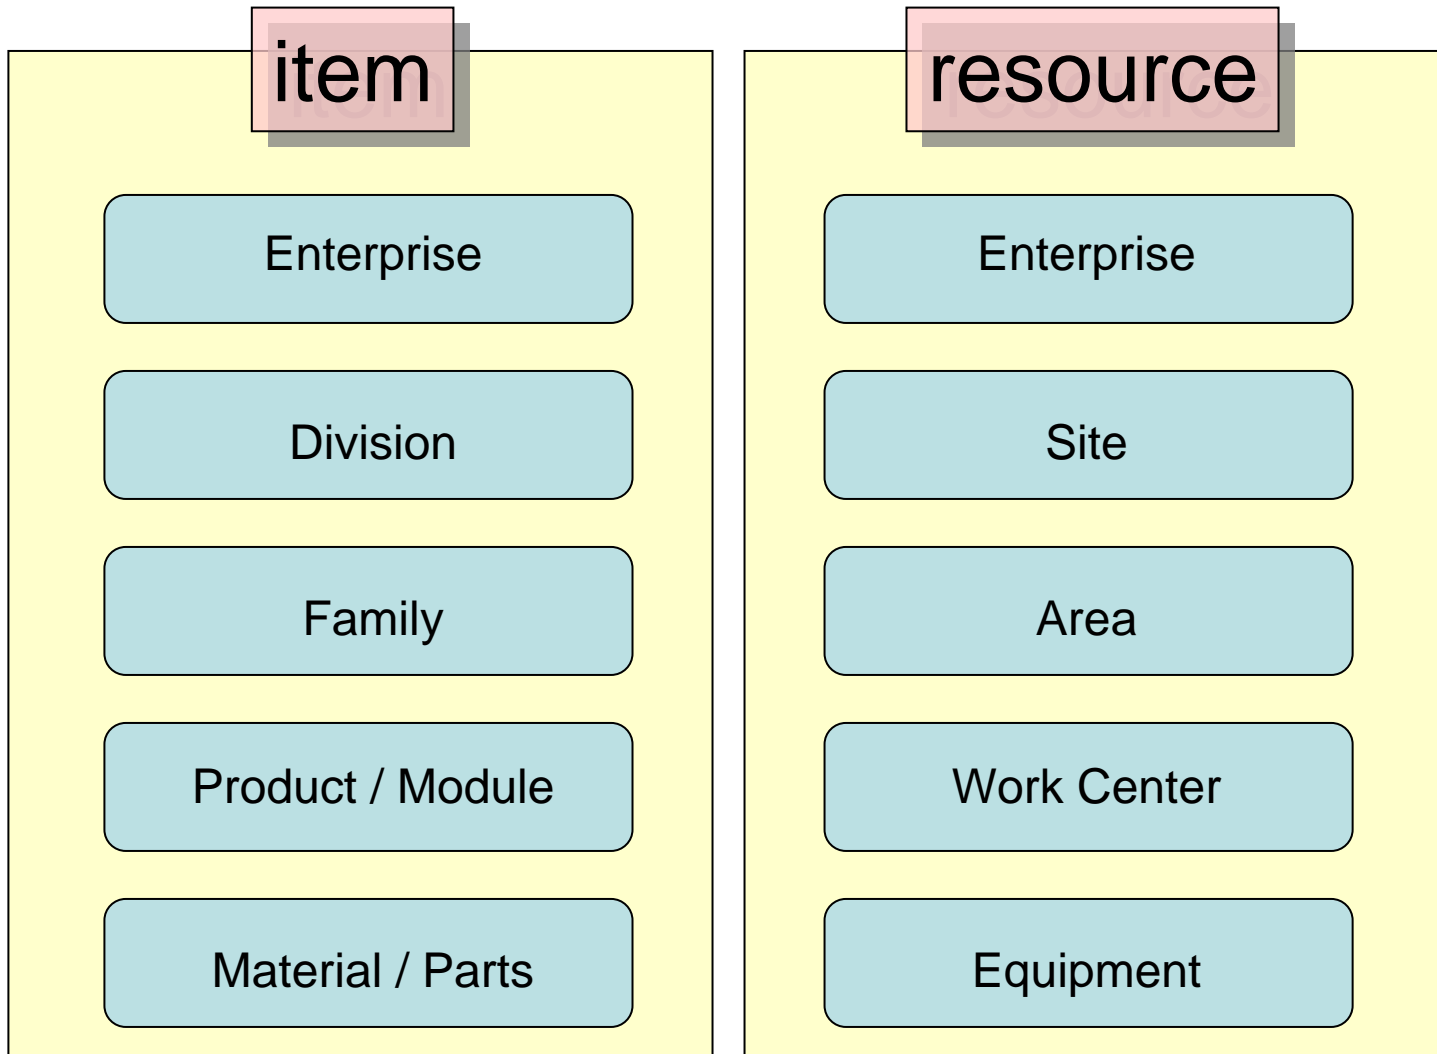 item
Enterprise
Division
Family
Product / Module
Material / Parts
resource
Enterprise
Site
Area
Work Center
Equipment